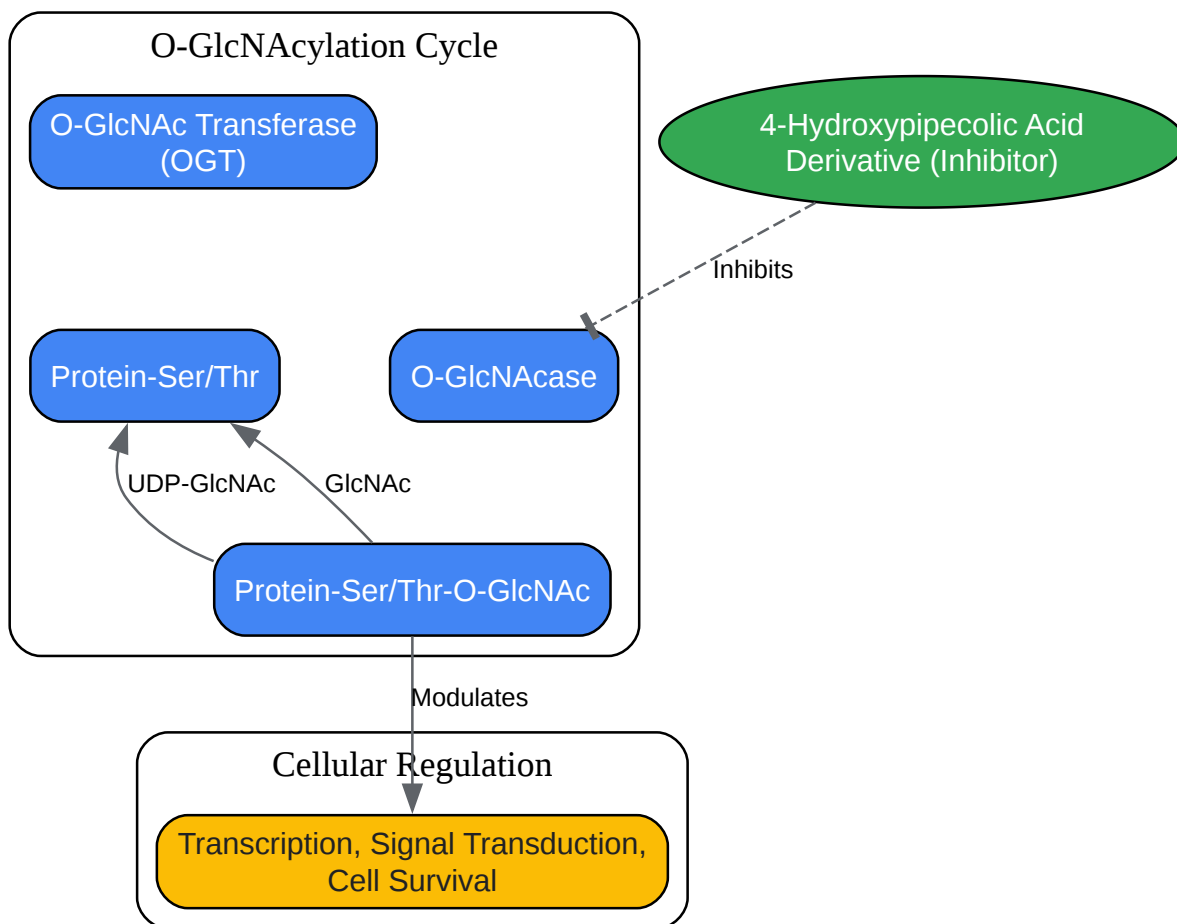 O-GlcNAcylation Cycle
O-GlcNAc Transferase
(OGT)
4-Hydroxypipecolic Acid
Derivative (Inhibitor)
Inhibits
Protein-Ser/Thr
O-GlcNAcase
UDP-GlcNAc
GlcNAc
Protein-Ser/Thr-O-GlcNAc
Modulates
Cellular Regulation
Transcription, Signal Transduction,
Cell Survival